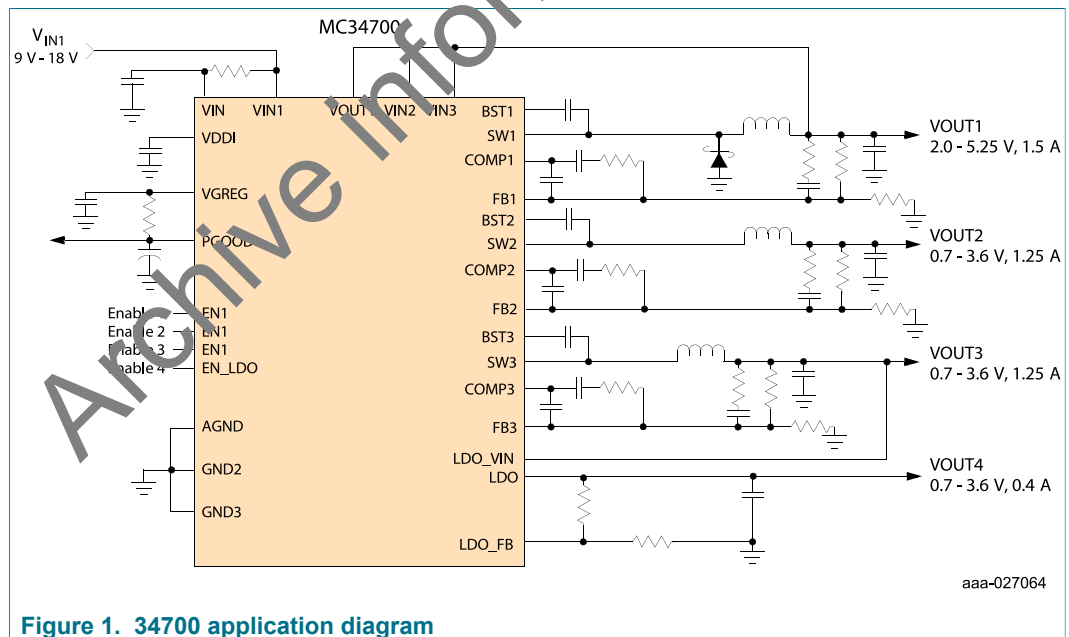 MC34700
VIN1
9 V - 18 V
VIN VIN1 VOUT1 VIN2 VIN3
VDDI
VGREG
PGOOD
Enable
EN1
Enable 2
EN1
Enable 3
EN1
Enable 4
EN_LDO
AGND
GND2
GND3
BST1
SW1
COMP1
FB1
BST2
SW2
COMP2
FB2
BST3
SW3
COMP3
FB3
LDO_VIN
LDO
LDO_FB
VOUT1
2.0 - 5.25 V, 1.5 A
VOUT2
0.7 - 3.6 V, 1.25 A
VOUT3
0.7 - 3.6 V, 1.25 A
VOUT4
0.7 - 3.6 V, 0.4 A
Archive infor
aaa-027064
Figure 1. 34700 application diagram